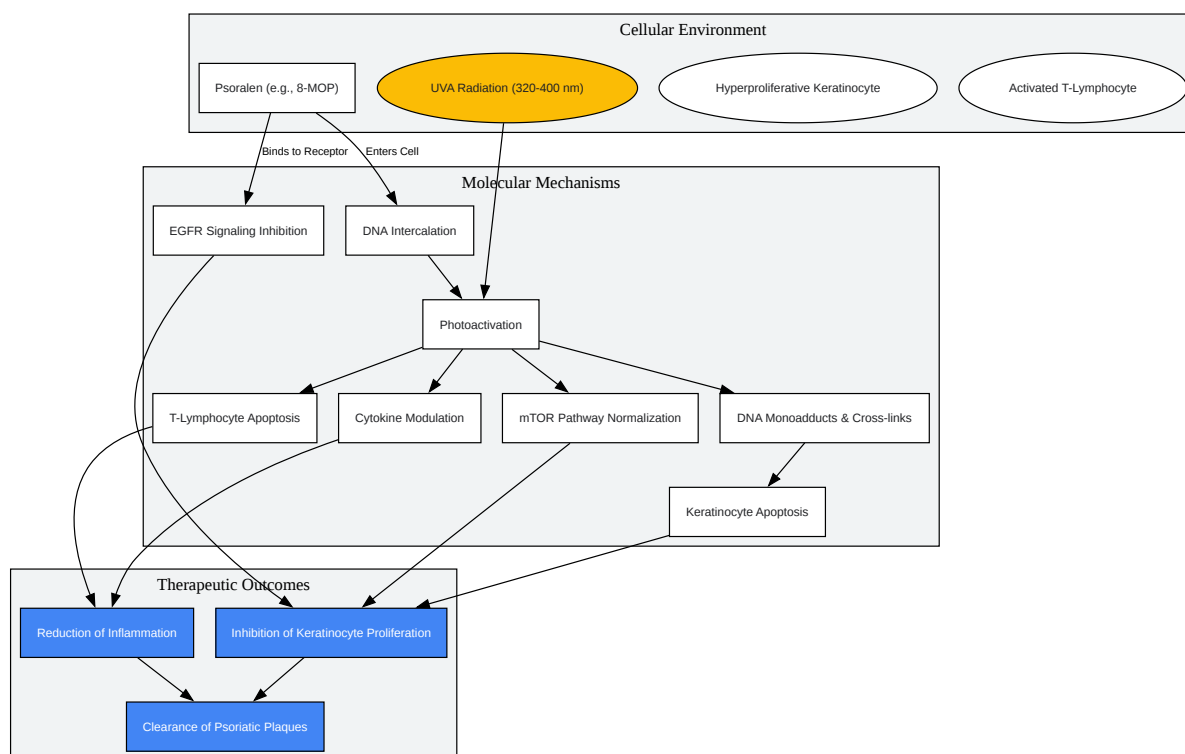 Cellular Environment
Psoralen (e.g., 8-MOP)
UVA Radiation (320-400 nm)
Hyperproliferative Keratinocyte
Activated T-Lymphocyte
Binds to Receptor
Enters Cell
Molecular Mechanisms
EGFR Signaling Inhibition
DNA Intercalation
Photoactivation
T-Lymphocyte Apoptosis
Cytokine Modulation
mTOR Pathway Normalization
DNA Monoadducts & Cross-links
Keratinocyte Apoptosis
Therapeutic Outcomes
Reduction of Inflammation
Inhibition of Keratinocyte Proliferation
Clearance of Psoriatic Plaques